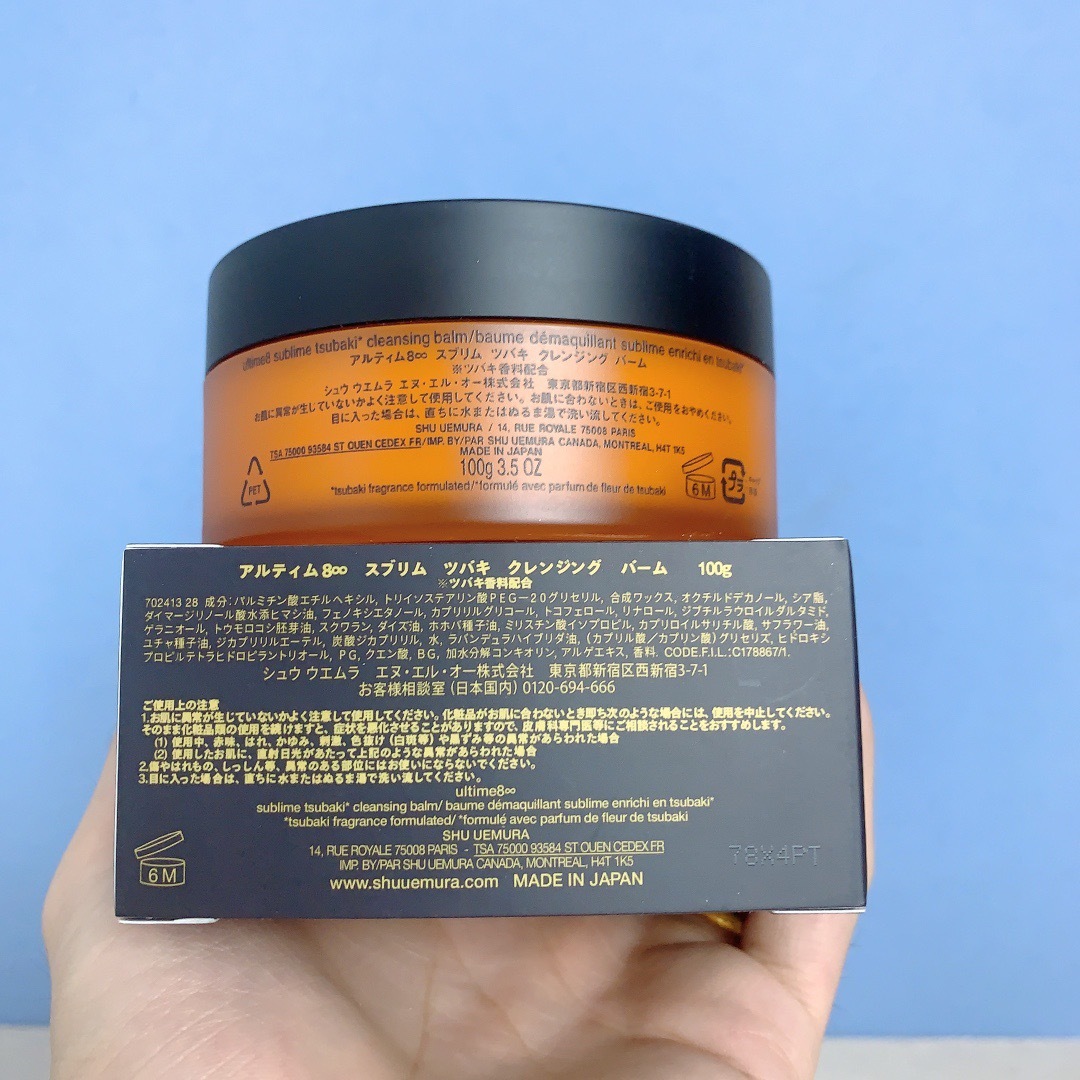 ultime8 sublime tsubaki* cleansing balm/baume démaquillant sublime enrichi en tsubaki*
アルティム8∞ スブリム ツバキ クレンジング バーム
※ツバキ香料配合
シュウ ウエムラ エヌ・エル・オー株式会社 東京都新宿区西新宿3-7-1
お肌に異常が生じていないかよく注意して使用してください。お肌に合わないときは、ご使用をおやめください。
目に入った場合は、直ちに水またはぬるま湯で洗い流してください。
SHU UEMURA / 14, RUE ROYALE 75008 PARIS
TSA 75000 93584 ST OUEN CEDEX FR/IMP. BY/PAR SHU UEMURA CANADA, MONTREAL, H4T 1K5
MADE IN JAPAN
100g 3.5 OZ
*tsubaki fragrance formulated/*formulé avec parfum de fleur de tsubaki
PET
6M
プラ
アルティム8∞ スブリム ツバキ クレンジング バーム 100g
※ツバキ香料配合
702413 28 成分:パルミチン酸エチルヘキシル, トリイソステアリン酸PEG−20グリセリル, 合成ワックス, オクチルドデカノール, シア脂,
ダイマージリノール酸水添ヒマシ油, フェノキシエタノール, カプリリルグリコール, トコフェロール, リナロール, ジブチルラウロイルグルタミド,
ゲラニオール, トウモロコシ胚芽油, スクワラン, ダイズ油, ホホバ種子油, ミリスチン酸イソプロピル, カプリロイルサリチル酸, サフラワー油,
ユチャ種子油, ジカプリリルエーテル, 炭酸ジカプリリル, 水, ラバンデュラハイブリダ油, (カプリル酸/カプリン酸)グリセリズ, ヒドロキシ
プロピルテトラヒドロピラントリオール, PG, クエン酸, BG, 加水分解コンキオリン, アルゲエキス, 香料. CODE F.I.L.:C178867/1.
シュウ ウエムラ エヌ・エル・オー株式会社 東京都新宿区西新宿3-7-1
お客様相談室(日本国内) 0120-694-666
ご使用上の注意
1.お肌に異常が生じていないかよく注意して使用してください。化粧品がお肌に合わないとき即ち次のような場合には、使用を中止してください。
そのまま化粧品類の使用を続けますと、症状を悪化させることがありますので、皮膚科専門医等にご相談されることをおすすめします。
(1) 使用中、赤味、はれ、かゆみ、刺激、色抜け(白斑等)や黒ずみ等の異常があらわれた場合
(2) 使用したお肌に、直射日光があたって上記のような異常があらわれた場合
2.傷やはれもの、しっしん等、異常のある部位にはお使いにならないでください。
3.目に入った場合は、直ちに水またはぬるま湯で洗い流してください。
ultime8∞
sublime tsubaki* cleansing balm/ baume démaquillant sublime enrichi en tsubaki*
*tsubaki fragrance formulated/ *formulé avec parfum de fleur de tsubaki
SHU UEMURA
14, RUE ROYALE 75008 PARIS - TSA 75000 93584 ST OUEN CEDEX FR
IMP. BY/PAR SHU UEMURA CANADA, MONTREAL, H4T 1K5
www.shuuemura.com MADE IN JAPAN
6M
78X4PT